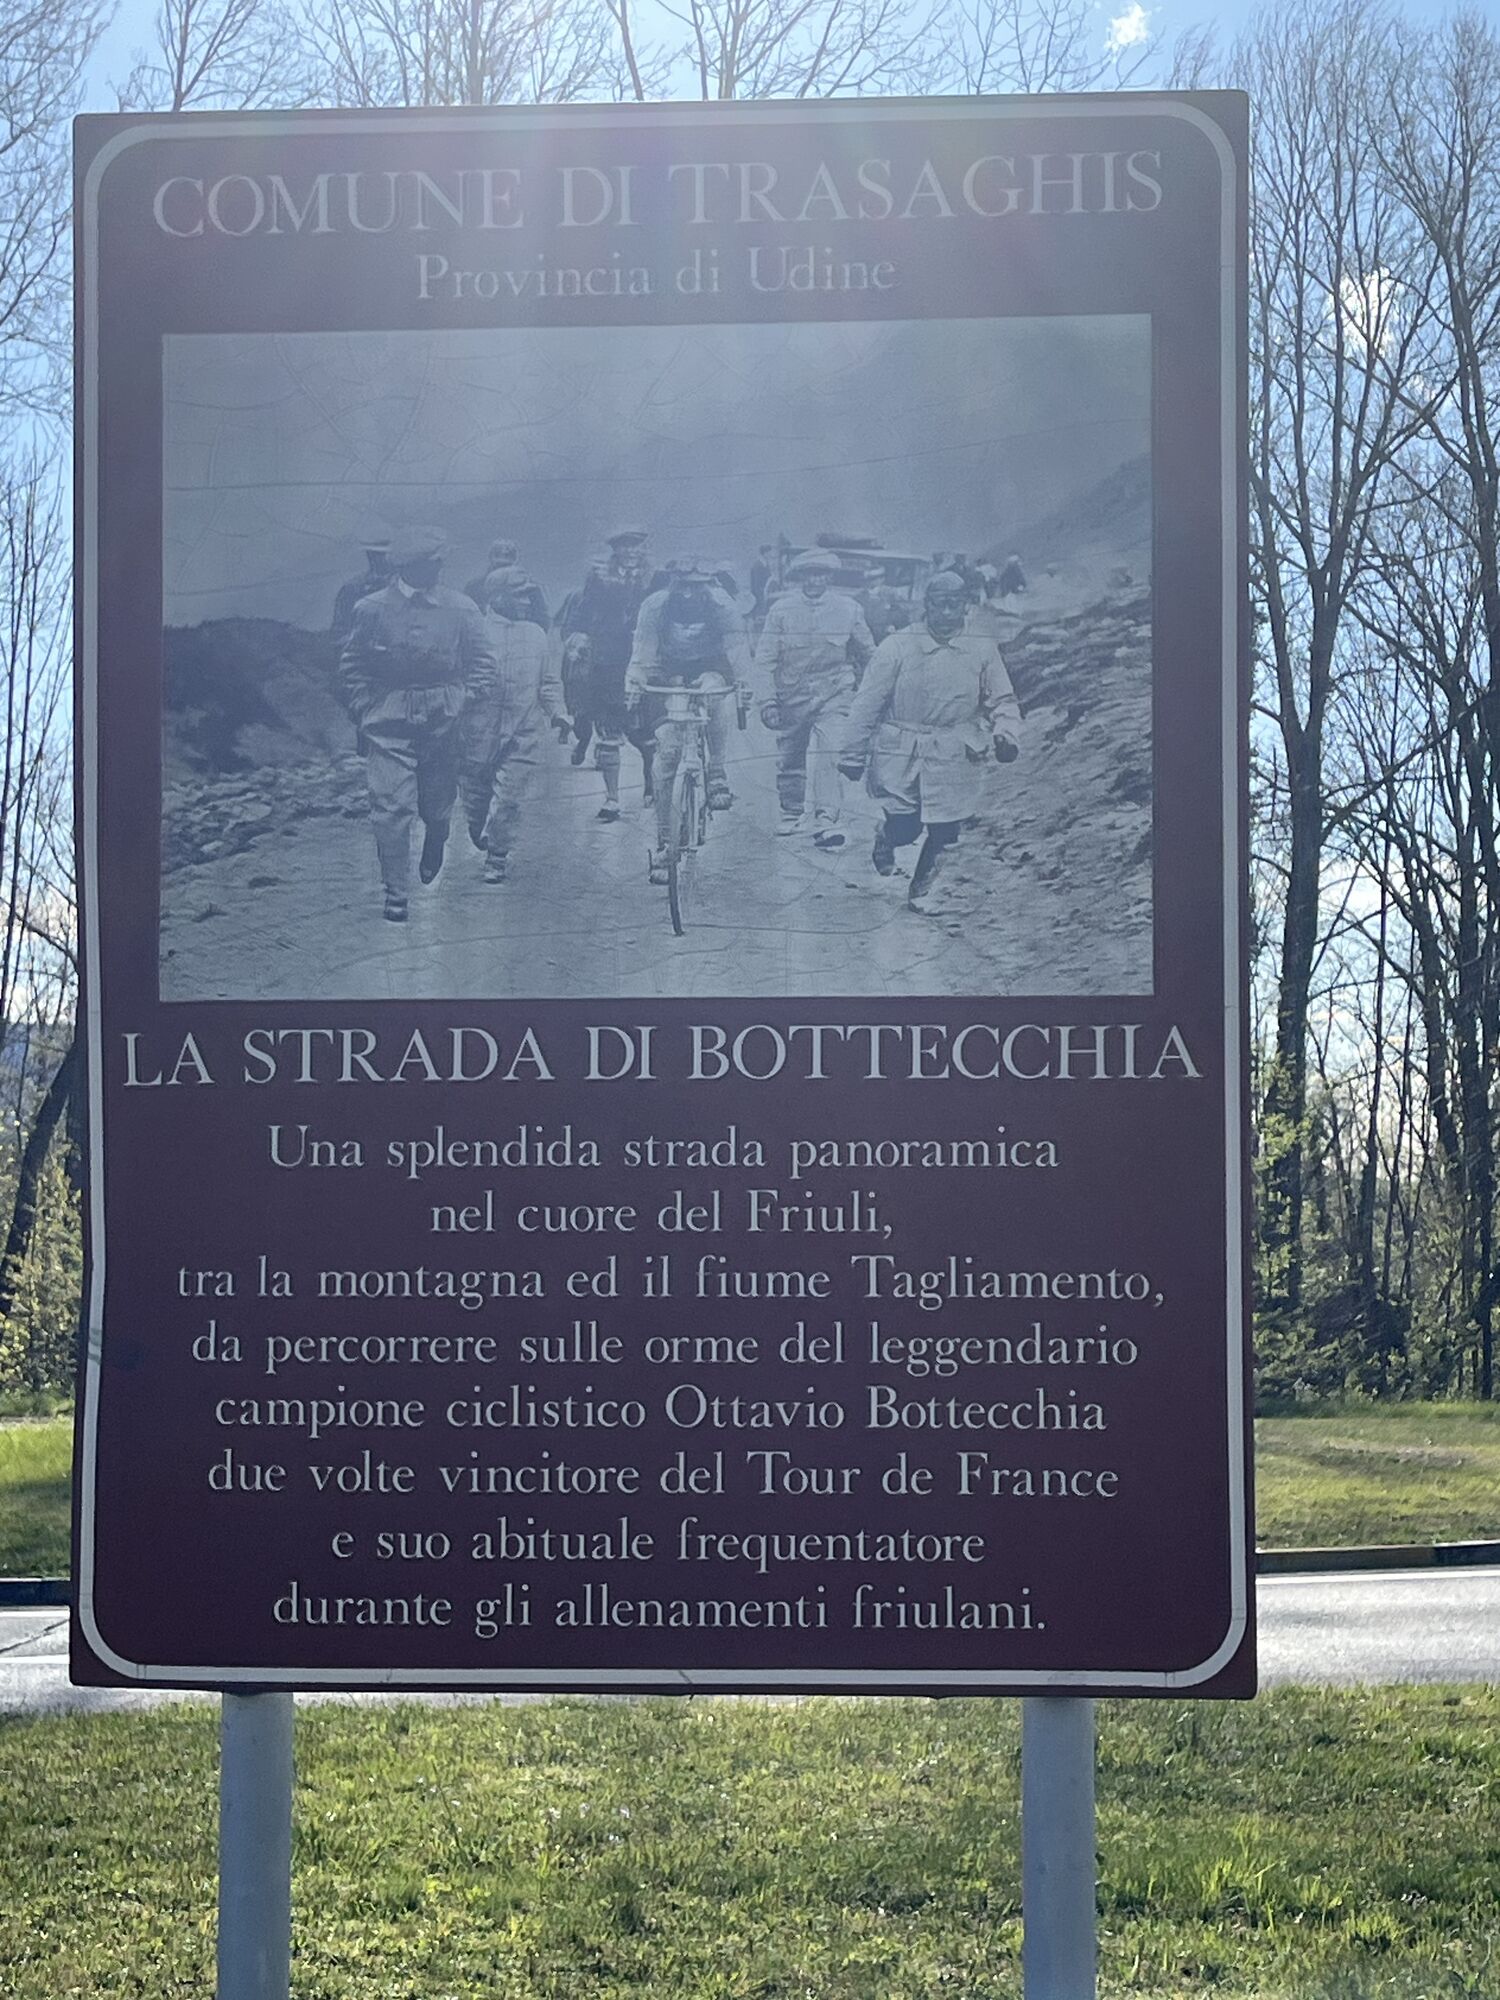 COMUNE DI TRASAGHIS
Provincia di Udine
LA STRADA DI BOTTECCHIA
Una splendida strada panoramica
nel cuore del Friuli,
tra la montagna ed il fiume Tagliamento,
da percorrere sulle orme del leggendario
campione ciclistico Ottavio Bottecchia
due volte vincitore del Tour de France
e suo abituale frequentatore
durante gli allenamenti friulani.